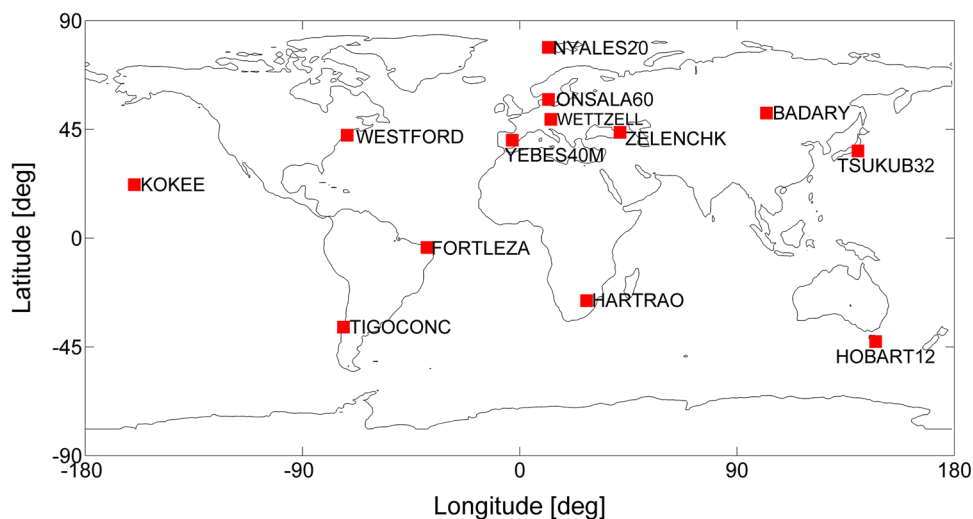 90
NYALES20
ONSALA60
WETTZELL
BADARY
45
WESTFORD
ZELENCHK
YEBES40M
TSUKUB32
KOKEE
Latitude [deg]
0
FORTLEZA
HARTRAO
TIGOCONC
-45
HOBART12
-90
-180
-90
0
90
180
Longitude [deg]